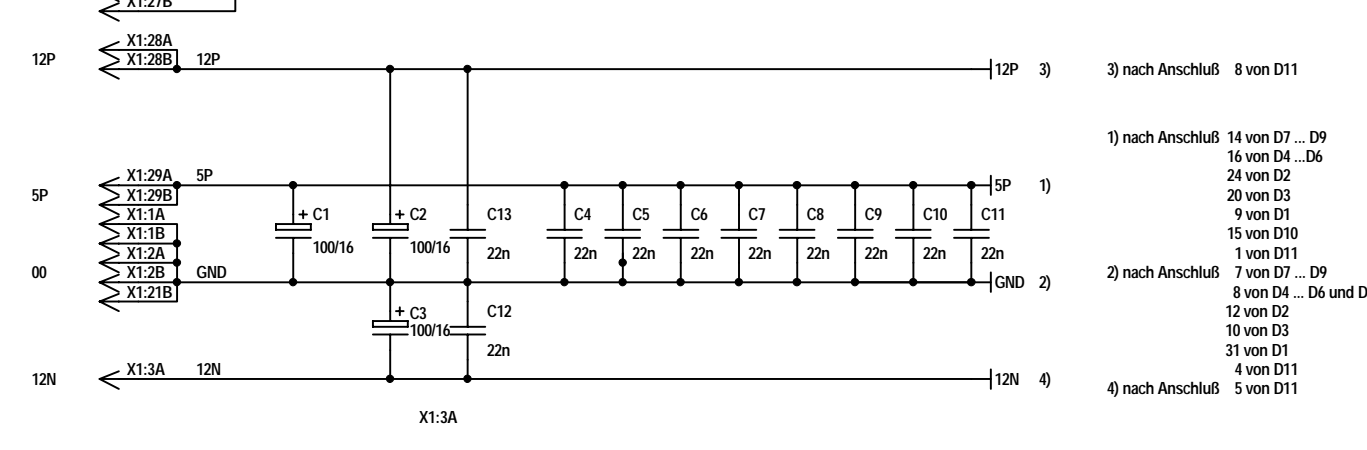 X1:27B
X1:28A
12P X1:28B 12P 12P 3) 3) nach Anschluß 8 von D11
1) nach Anschluß 14 von D7 ... D9
16 von D4 ...D6
X1:29A 5P 24 von D2
5P X1:29B 5P 1) 20 von D3
X1:1A + C1 + C2 C13 C4 C5 C6 C7 C8 C9 C10 C11 9 von D1
X1:1B 15 von D10
X1:2A 100/16 100/16 22n 22n 22n 22n 22n 22n 22n 22n 22n 1 von D11
00 X1:2B GND GND 2) 2) nach Anschluß 7 von D7 ... D9
X1:21B 8 von D4 ... D6 und D
+ C3 C12 12 von D2
100/16 10 von D3
22n 31 von D1
X1:3A 12N 4 von D11
12N 12N 4) 4) nach Anschluß 5 von D11
X1:3A